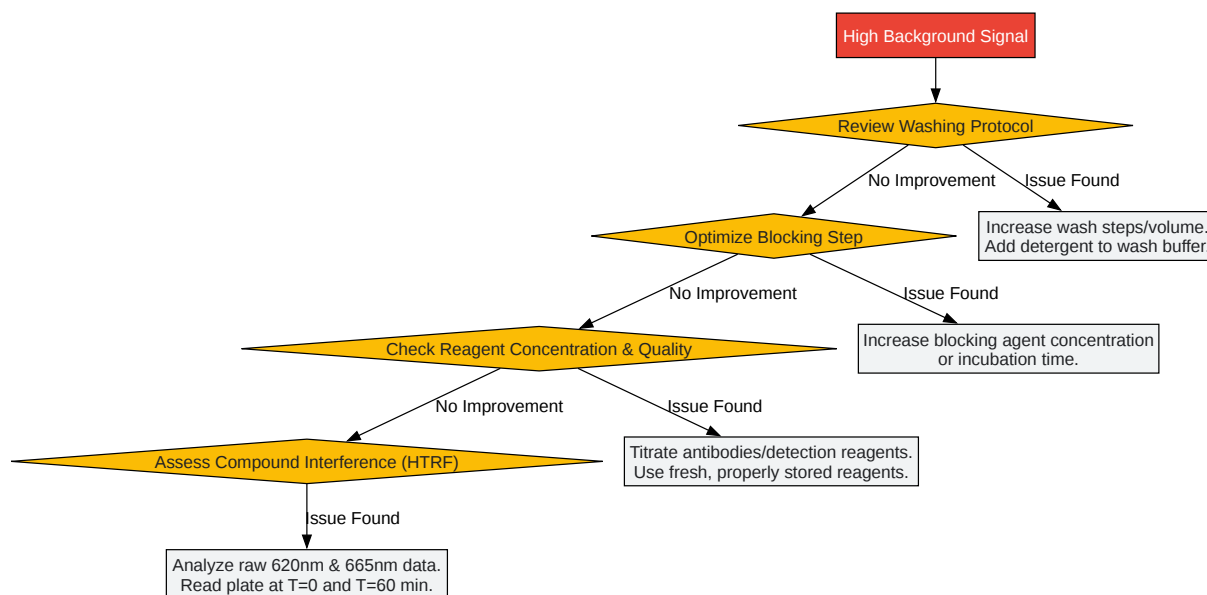 High Background Signal
Review Washing Protocol
No Improvement
Issue Found
Increase wash steps/volume.
Add detergent to wash buffer.
Optimize Blocking Step
No Improvement
Issue Found
Increase blocking agent concentration
or incubation time.
Check Reagent Concentration & Quality
No Improvement
Issue Found
Titrate antibodies/detection reagents.
Use fresh, properly stored reagents.
Assess Compound Interference (HTRF)
Issue Found
Analyze raw 620nm & 665nm data.
Read plate at T=0 and T=60 min.